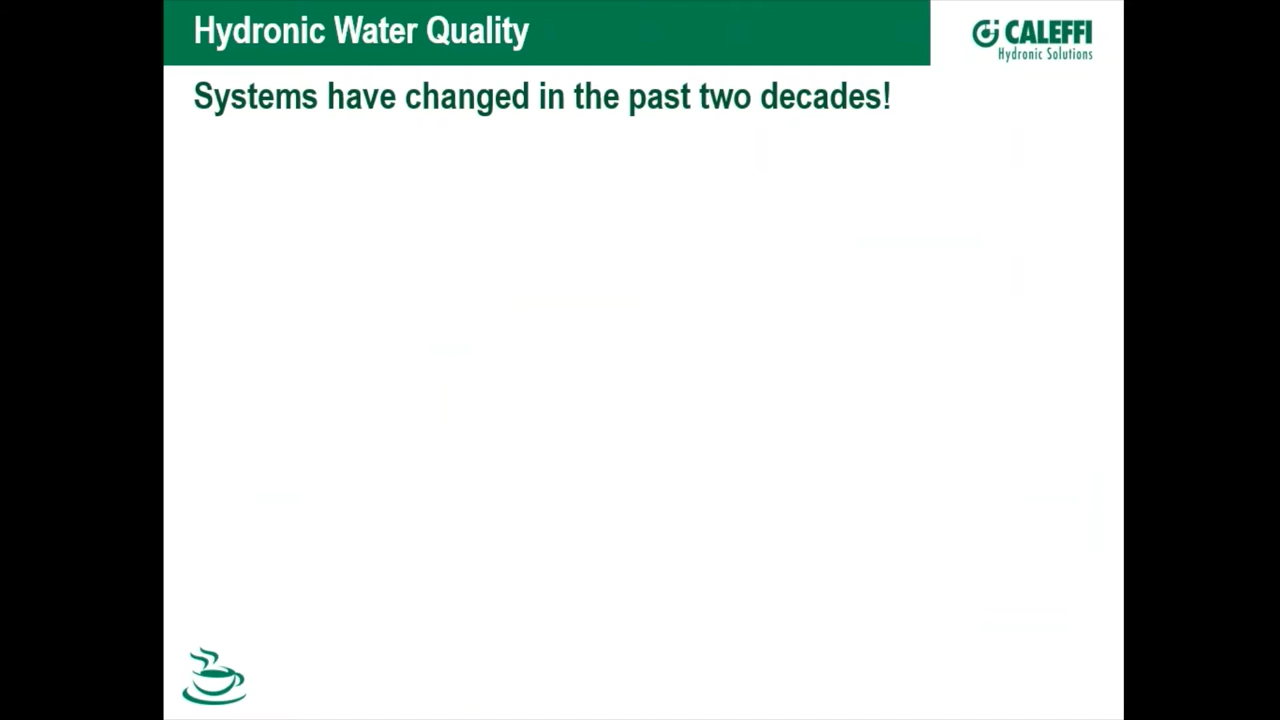 Hydronic Water Quality
CALEFFI
Hydronic Solutions
Systems have changed in the past two decades!